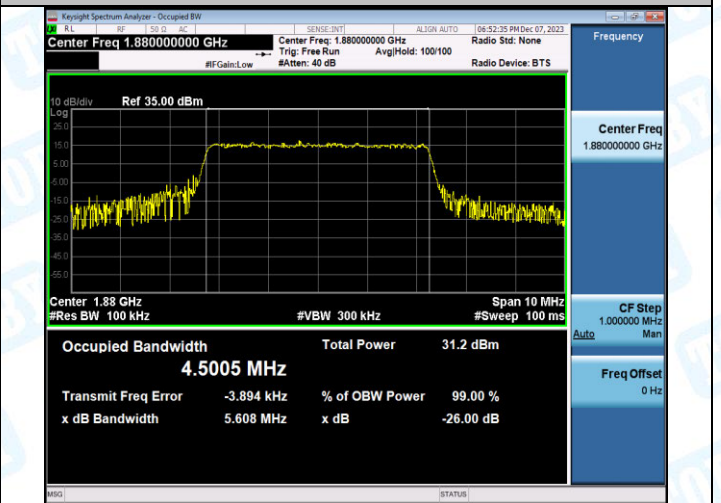 Keysight Spectrum Analyzer - Occupied BW
RL RF 50 Ω AC SENSE:INT ALIGN AUTO 06:52:35 PM Dec 07, 2023
Center Freq 1.880000000 GHz
Center Freq: 1.880000000 GHz
Radio Std: None
Trig: Free Run Avg|Hold: 100/100
#IFGain:Low #Atten: 40 dB Radio Device: BTS
Frequency
10 dB/div Ref 35.00 dBm
Log
25.0
15.0
5.00
-5.00
-15.0
-25.0
-35.0
-45.0
-55.0
Center 1.88 GHz Span 10 MHz
#Res BW 100 kHz #VBW 300 kHz #Sweep 100 ms
Center Freq
1.880000000 GHz
CF Step
1.000000 MHz
Auto Man
Freq Offset
0 Hz
Occupied Bandwidth Total Power 31.2 dBm
4.5005 MHz
Transmit Freq Error -3.894 kHz % of OBW Power 99.00 %
x dB Bandwidth 5.608 MHz x dB -26.00 dB
MSG STATUS